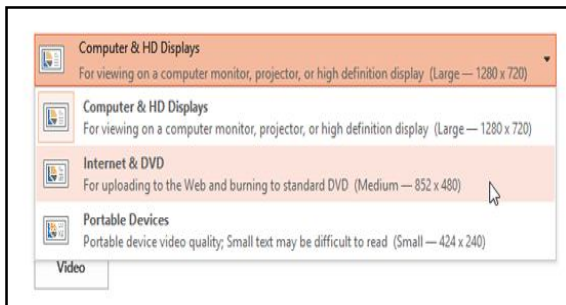 Computer & HD Displays
For viewing on a computer monitor, projector, or high definition display (Large — 1280 x 720)
Computer & HD Displays
For viewing on a computer monitor, projector, or high definition display (Large — 1280 x 720)
Internet & DVD
For uploading to the Web and burning to standard DVD (Medium — 852 x 480)
Portable Devices
Portable device video quality; Small text may be difficult to read (Small — 424 x 240)
Video